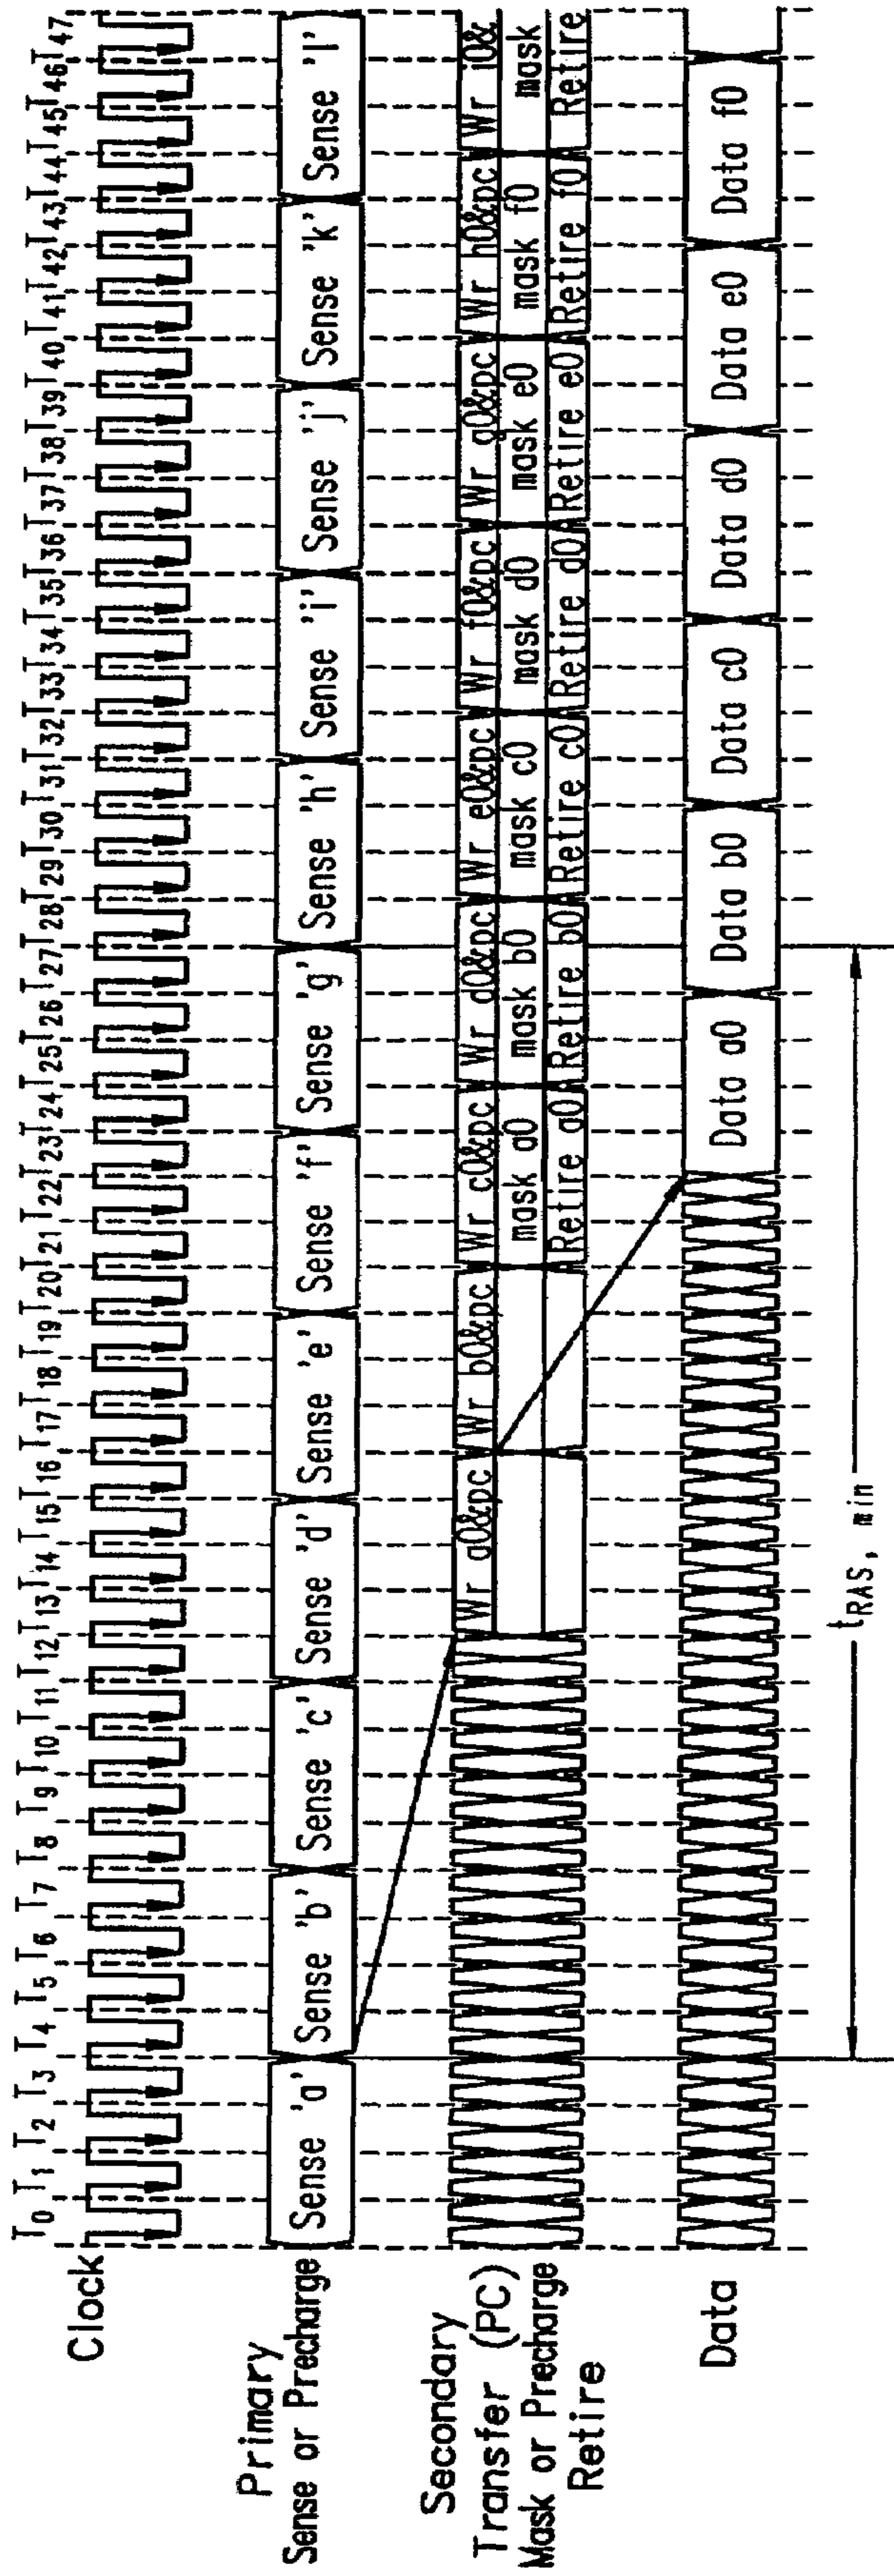 T0 T1 T2 T3 T4 T5 T6 T7 T8 T9 T10 T11 T12 T13 T14 T15 T16 T17 T18 T19 T20 T21 T22 T23 T24 T25 T26 T27 T28 T29 T30 T31 T32 T33 T34 T35 T36 T37 T38 T39 T40 T41 T42 T43 T44 T45 T46 T47
Clock
Primary
Sense or Precharge
Sense 'a' Sense 'b' Sense 'c' Sense 'd' Sense 'e' Sense 'f' Sense 'g' Sense 'h' Sense 'i' Sense 'j' Sense 'k' Sense 'l'
Secondary
Transfer (PC)
Wr a0&pc Wr b0&pc Wr c0&pc Wr d0&pc Wr e0&pc Wr f0&pc Wr g0&pc Wr h0&pc Wr i0&
Mask or Precharge
mask a0 mask b0 mask c0 mask d0 mask e0 mask f0 mask
Retire
Retire a0 Retire b0 Retire c0 Retire d0 Retire e0 Retire f0 Retire
Data
Data a0 Data b0 Data c0 Data d0 Data e0 Data f0
tRAS, min